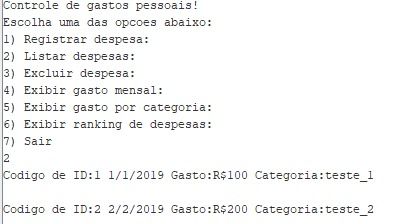 Controle de gastos pessoais!
Escolha uma das opcoes abaixo:
1) Registrar despesa:
2) Listar despesas:
3) Excluir despesa:
4) Exibir gasto mensal:
5) Exibir gasto por categoria:
6) Exibir ranking de despesas:
7) Sair
2
Codigo de ID:1 1/1/2019 Gasto:R$100 Categoria:teste_1
Codigo de ID:2 2/2/2019 Gasto:R$200 Categoria:teste_2